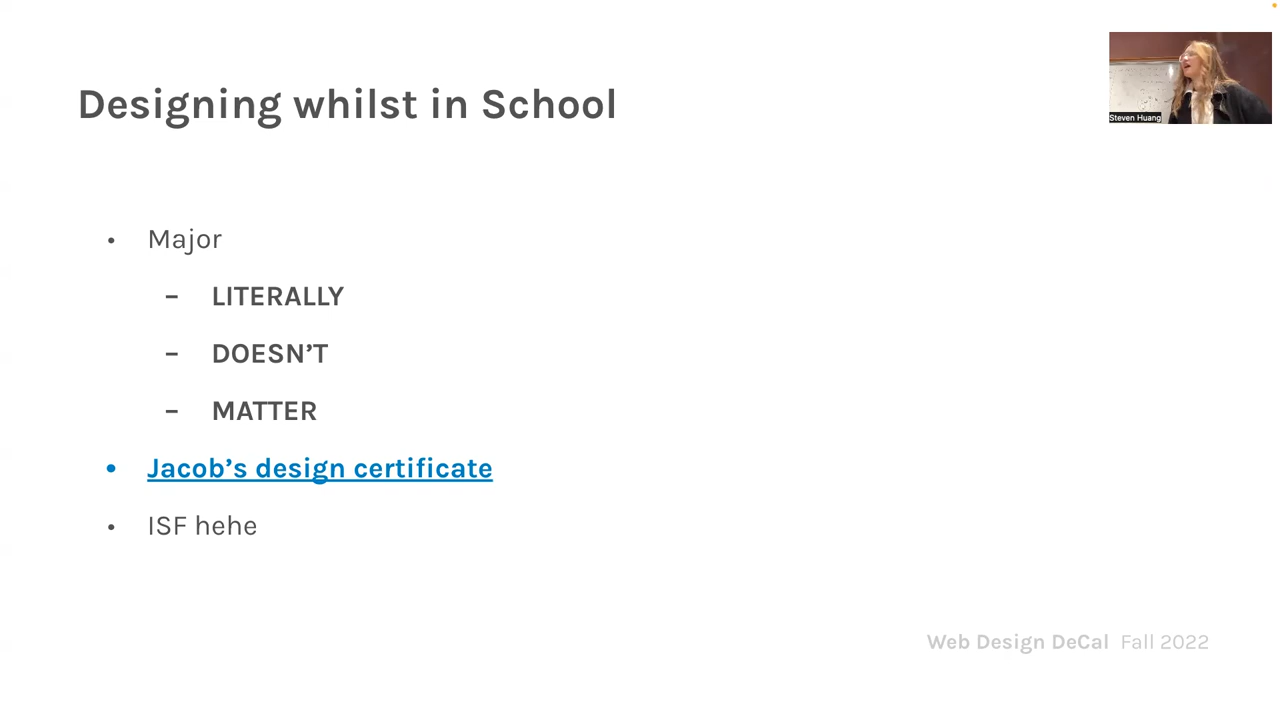 Designing whilst in School
Steven Huang
• Major
– LITERALLY
– DOESN’T
– MATTER
• Jacob’s design certificate
• ISF hehe
Web Design DeCal Fall 2022